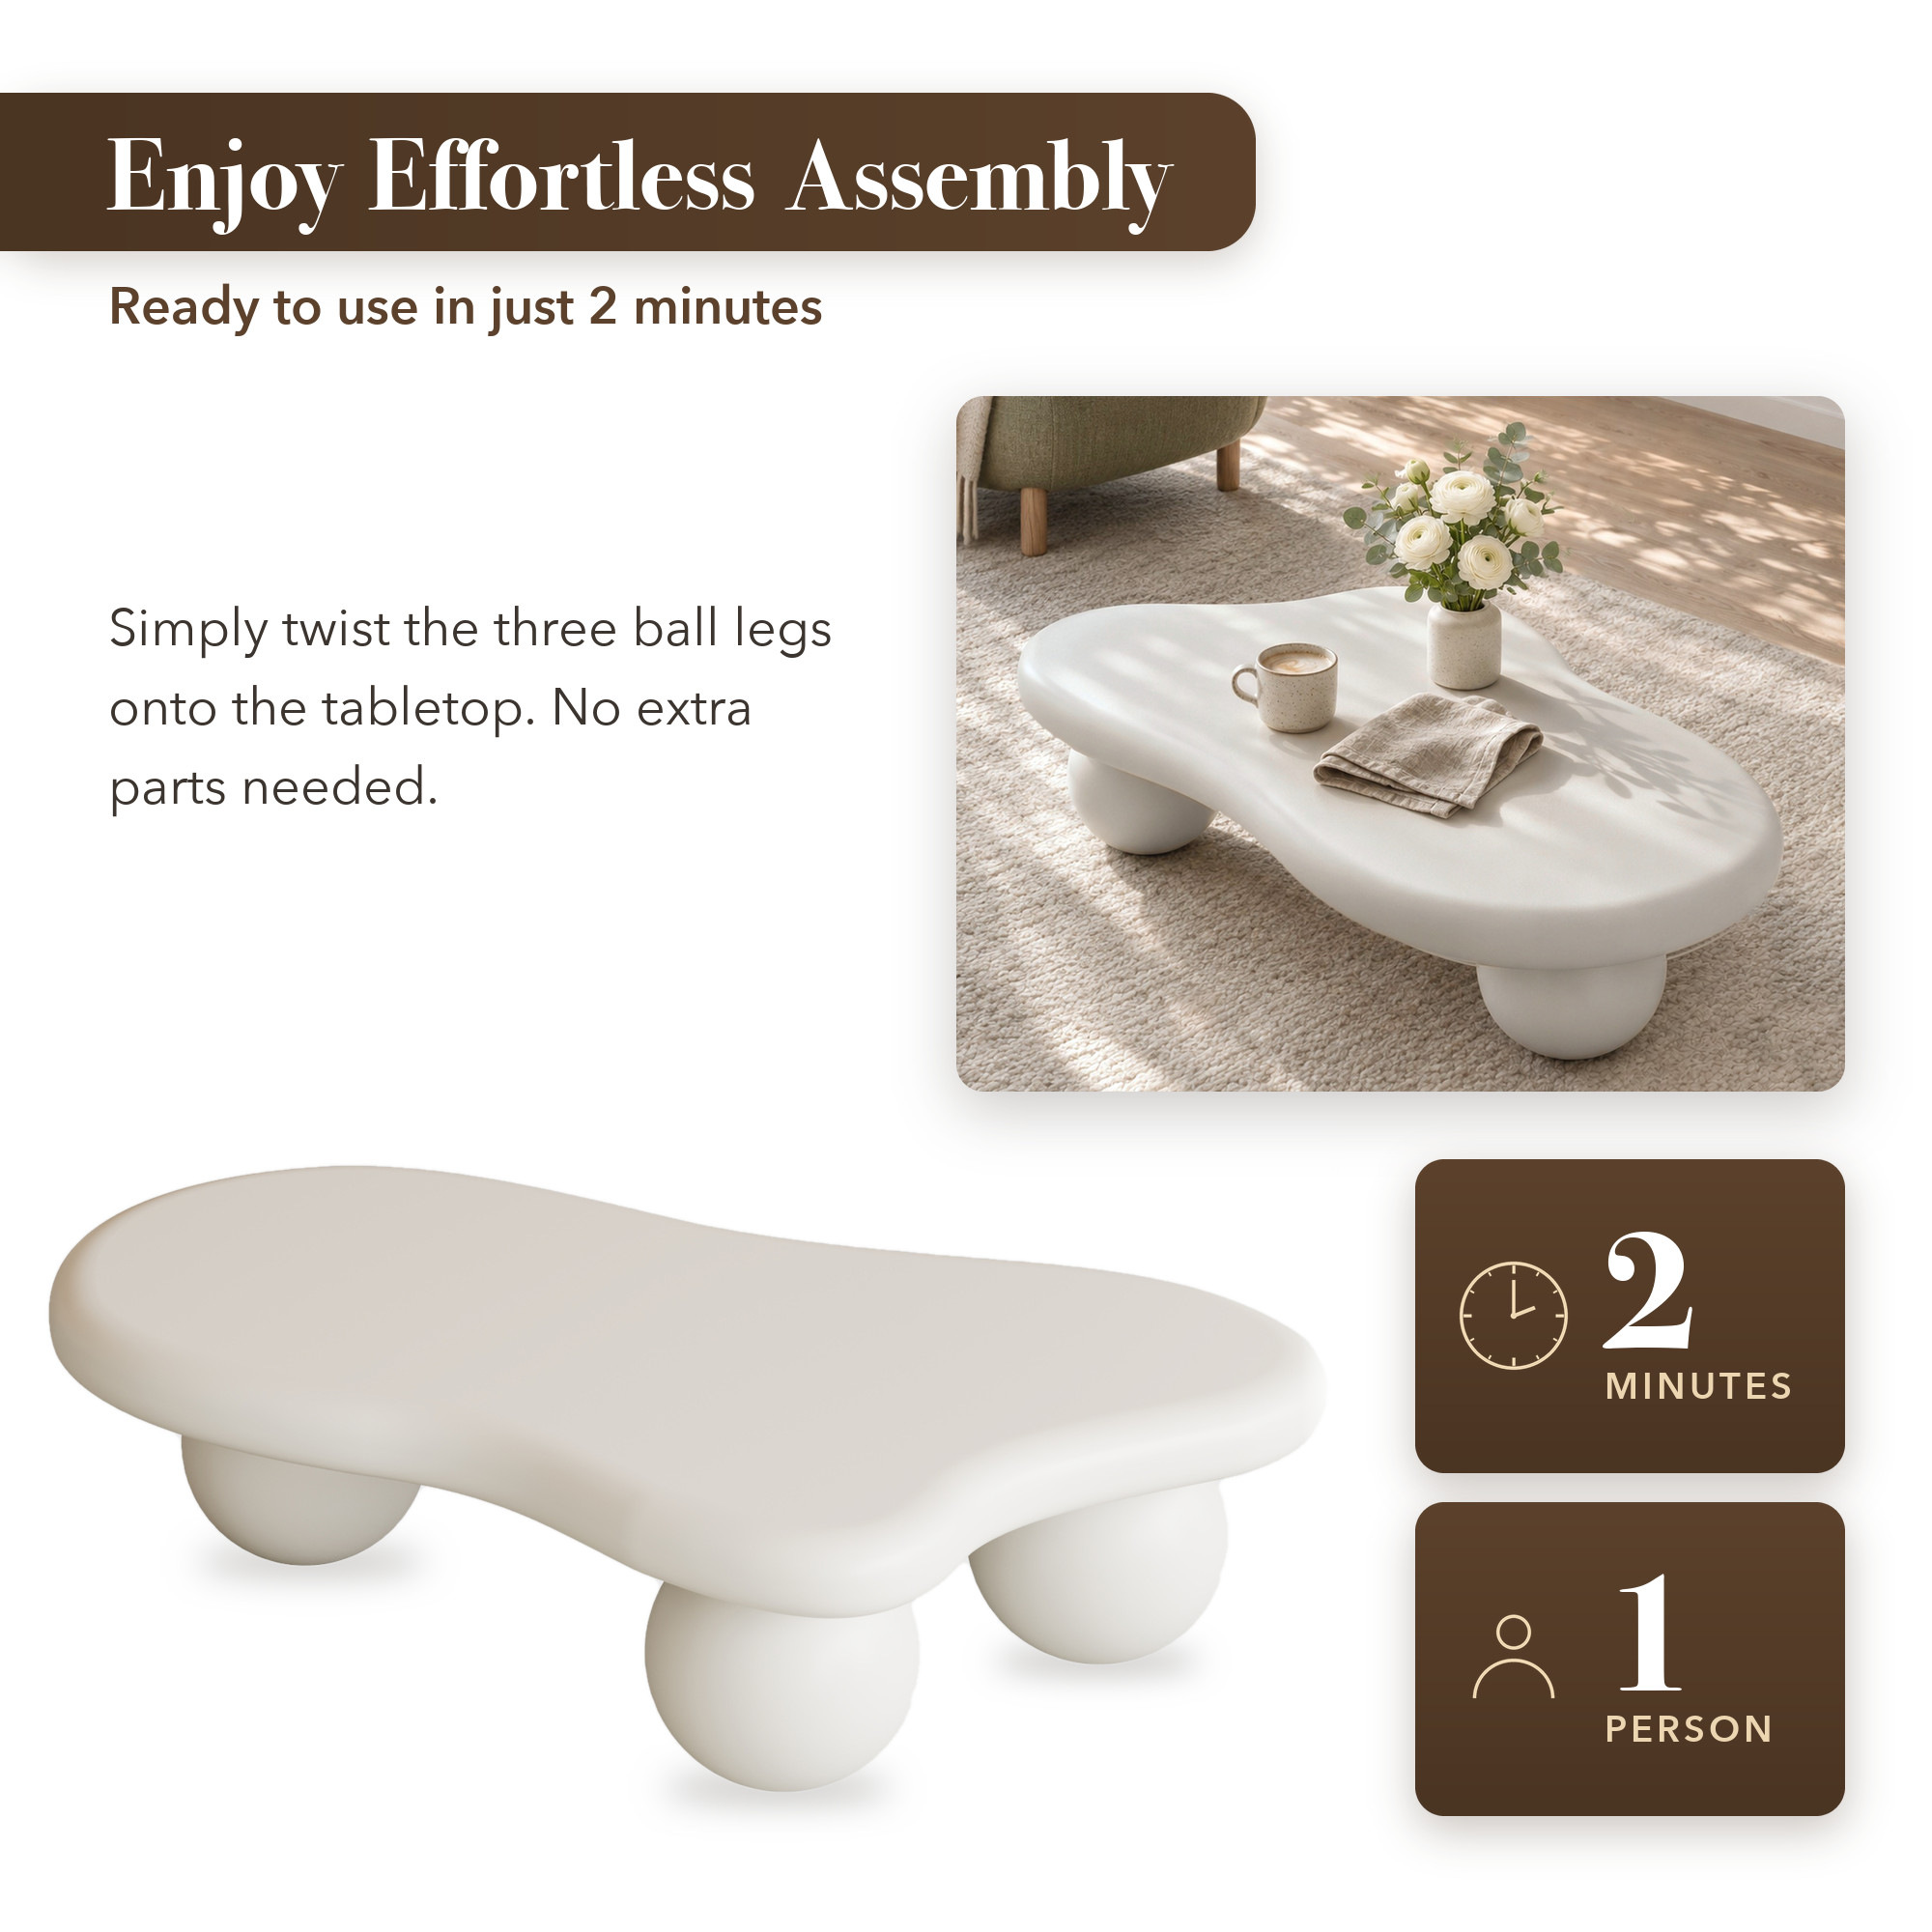 Enjoy Effortless Assembly
Ready to use in just 2 minutes
Simply twist the three ball legs
onto the tabletop. No extra
parts needed.
2
MINUTES
1
PERSON